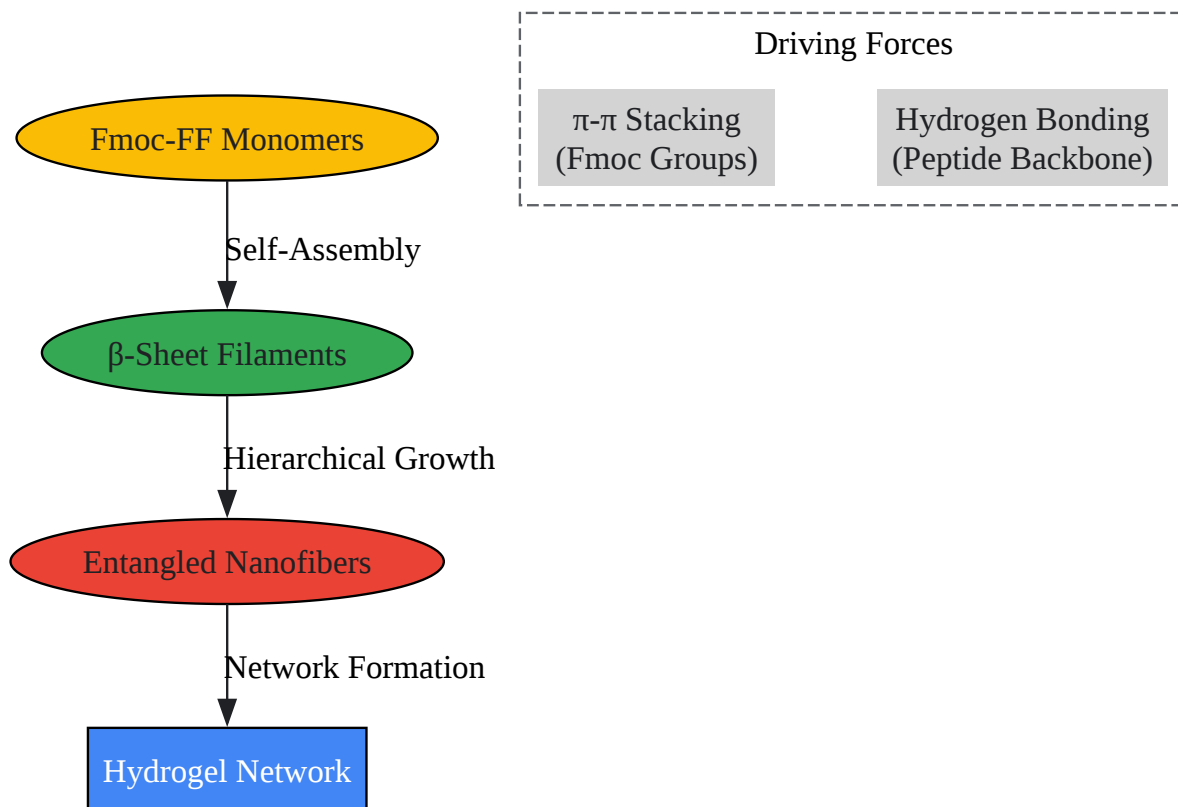 Driving Forces
π-π Stacking
(Fmoc Groups)
Hydrogen Bonding
(Peptide Backbone)
Fmoc-FF Monomers
Self-Assembly
β-Sheet Filaments
Hierarchical Growth
Entangled Nanofibers
Network Formation
Hydrogel Network